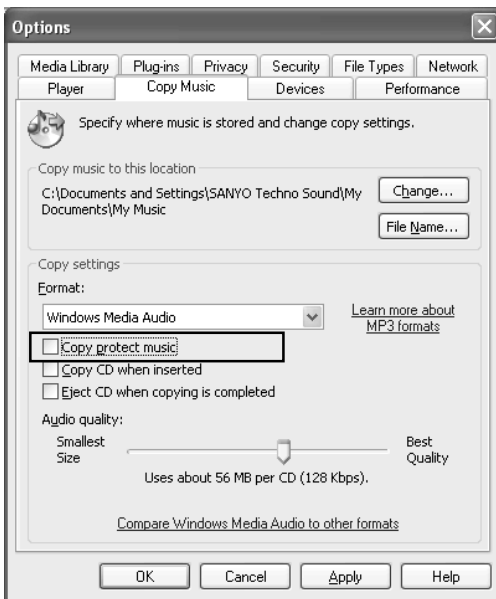 Options
Media Library Plug-ins Privacy Security File Types Network
Player Copy Music Devices Performance
Specify where music is stored and change copy settings.
Copy music to this location
C:\Documents and Settings\SANYO Techno Sound\My
Documents\My Music
Change...
File Name...
Copy settings
Format:
Windows Media Audio
Learn more about
MP3 formats
Copy protect music
Copy CD when inserted
Eject CD when copying is completed
Audio quality:
Smallest
Size
Best
Quality
Uses about 56 MB per CD (128 Kbps).
Compare Windows Media Audio to other formats
OK Cancel Apply Help